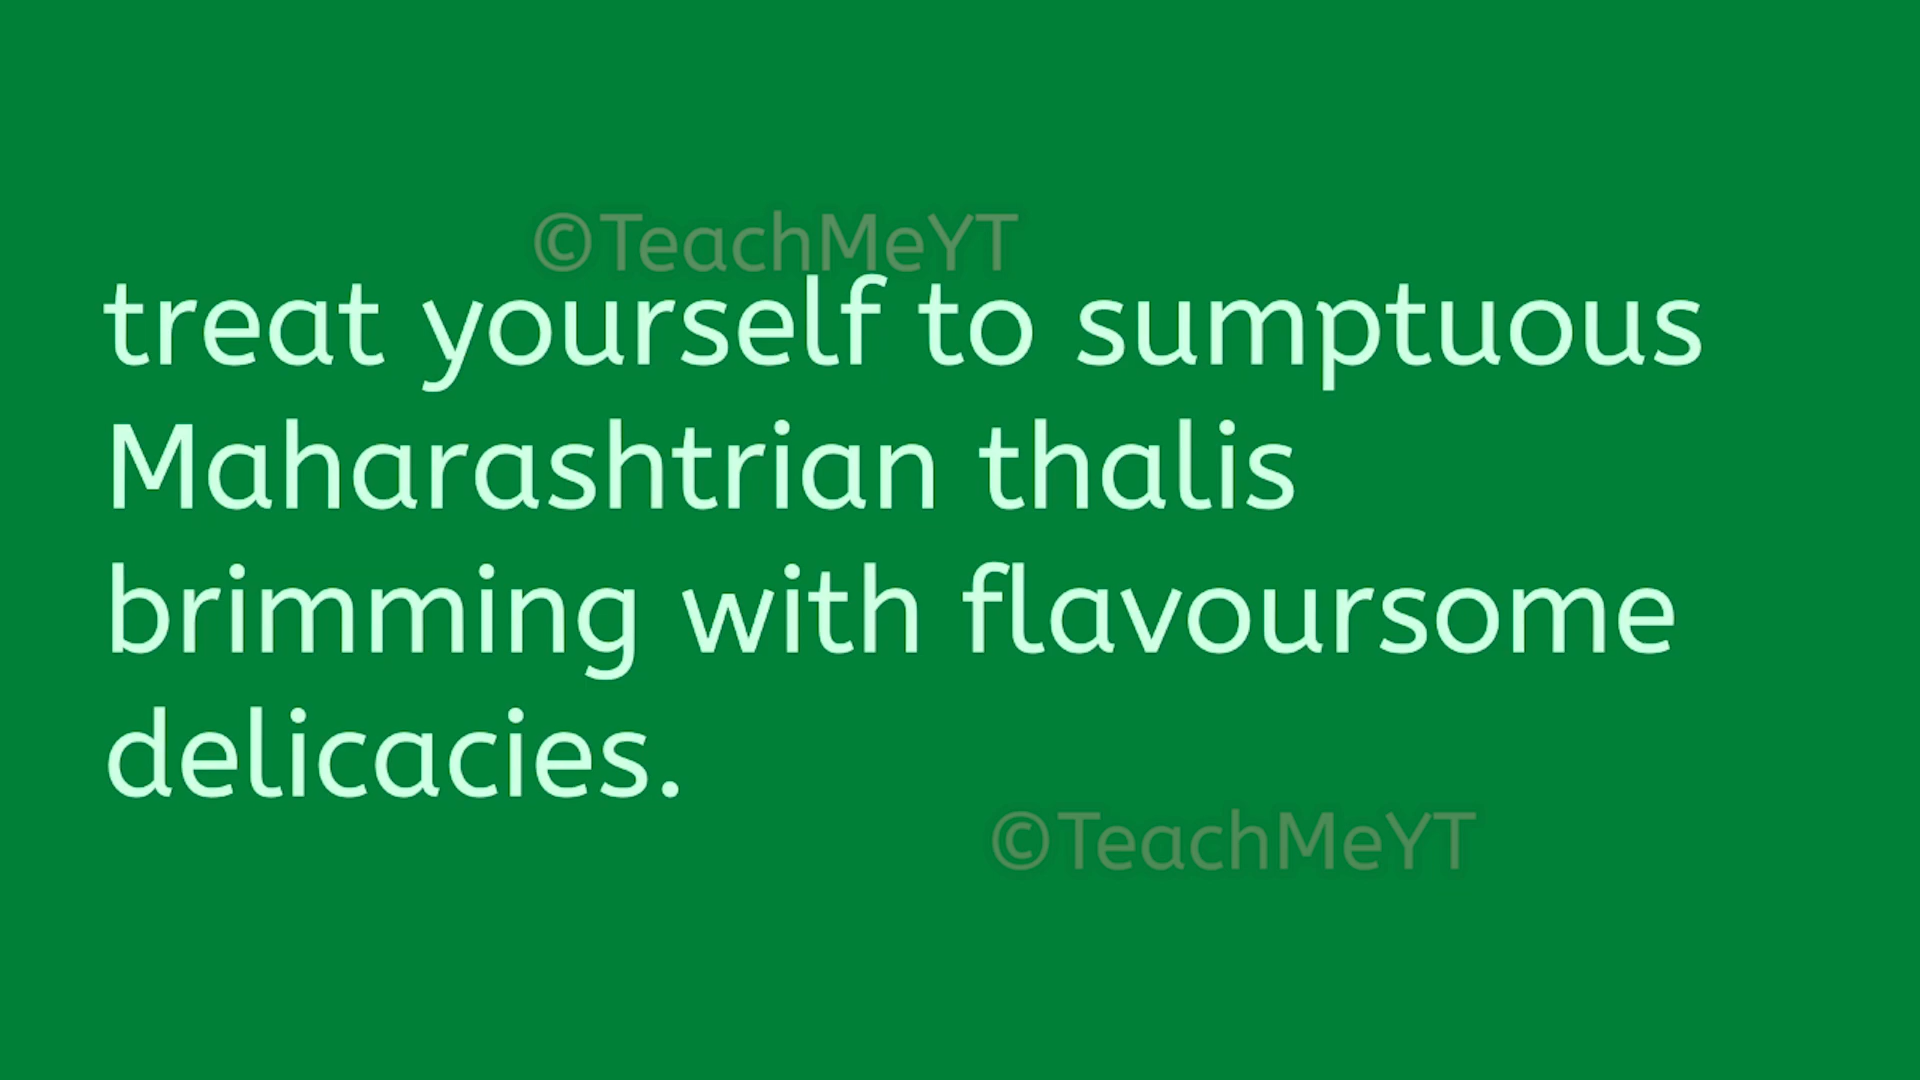 ©TeachMeYT
treat yourself to sumptuous
Maharashtrian thalis
brimming with flavoursome
delicacies.
©TeachMeYT